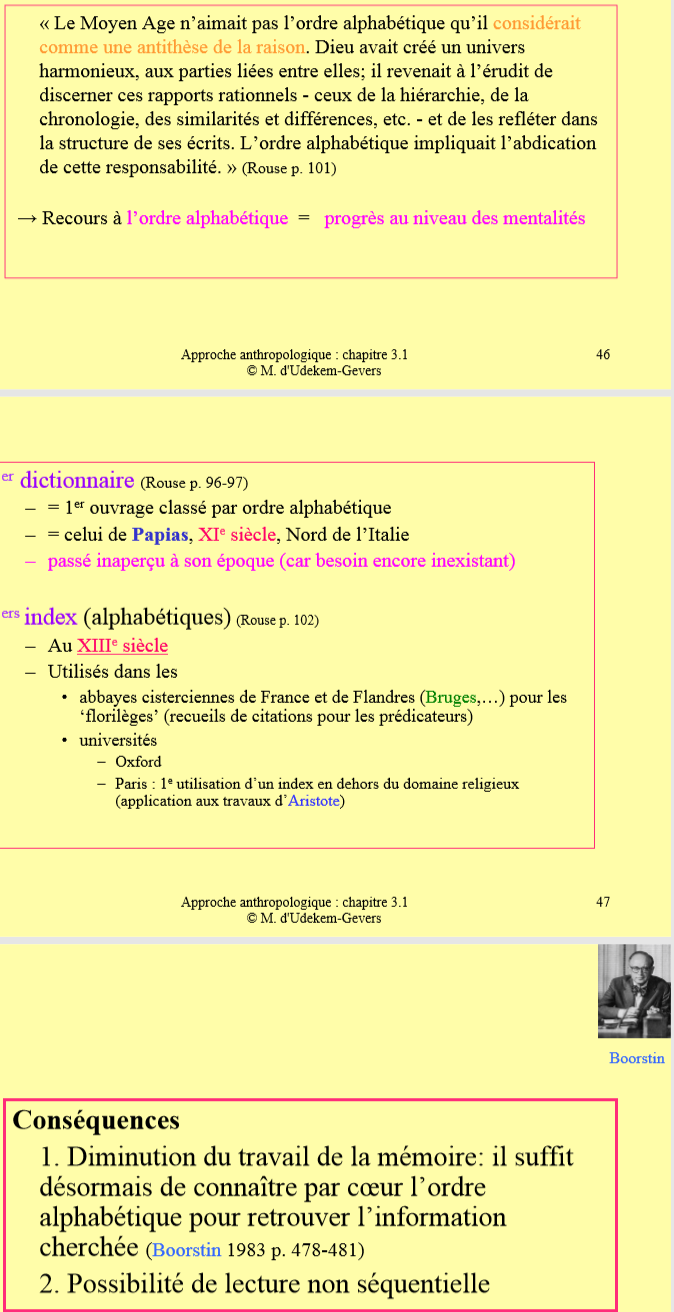 « Le Moyen Age n’aimait pas l’ordre alphabétique qu’il considérait
comme une antithèse de la raison. Dieu avait créé un univers
harmonieux, aux parties liées entre elles; il revenait à l’érudit de
discerner ces rapports rationnels - ceux de la hiérarchie, de la
chronologie, des similarités et différences, etc. - et de les refléter dans
la structure de ses écrits. L’ordre alphabétique impliquait l’abdication
de cette responsabilité. » (Rouse p. 101)
→ Recours à l’ordre alphabétique = progrès au niveau des mentalités
Approche anthropologique : chapitre 3.1
46
© M. d'Udekem-Gevers
er dictionnaire (Rouse p. 96-97)
– = 1er ouvrage classé par ordre alphabétique
– = celui de Papias, XIe siècle, Nord de l’Italie
– passé inaperçu à son époque (car besoin encore inexistant)
ers index (alphabétiques) (Rouse p. 102)
– Au XIIIe siècle
– Utilisés dans les
• abbayes cisterciennes de France et de Flandres (Bruges,…) pour les
‘florilèges’ (recueils de citations pour les prédicateurs)
• universités
– Oxford
– Paris : 1e utilisation d’un index en dehors du domaine religieux
(application aux travaux d’Aristote)
Approche anthropologique : chapitre 3.1
47
© M. d'Udekem-Gevers
Boorstin
Conséquences
1. Diminution du travail de la mémoire: il suffit
désormais de connaître par cœur l’ordre
alphabétique pour retrouver l’information
cherchée (Boorstin 1983 p. 478-481)
2. Possibilité de lecture non séquentielle